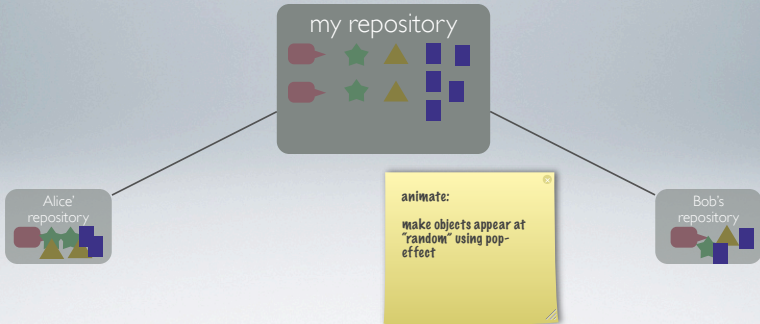 my repository
Alice'
repository
Bob's
repository
animate:
make objects appear at
"random" using pop-
effect